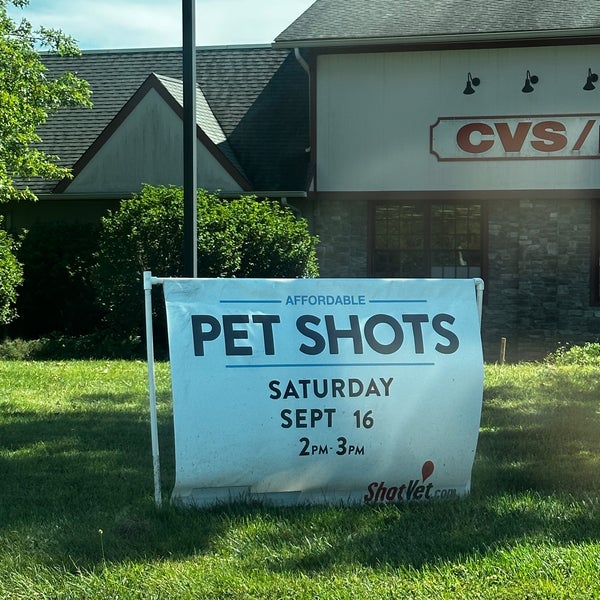 CVS/
AFFORDABLE
PET SHOTS
SATURDAY
SEPT 16
2PM-3PM
ShotVet.com